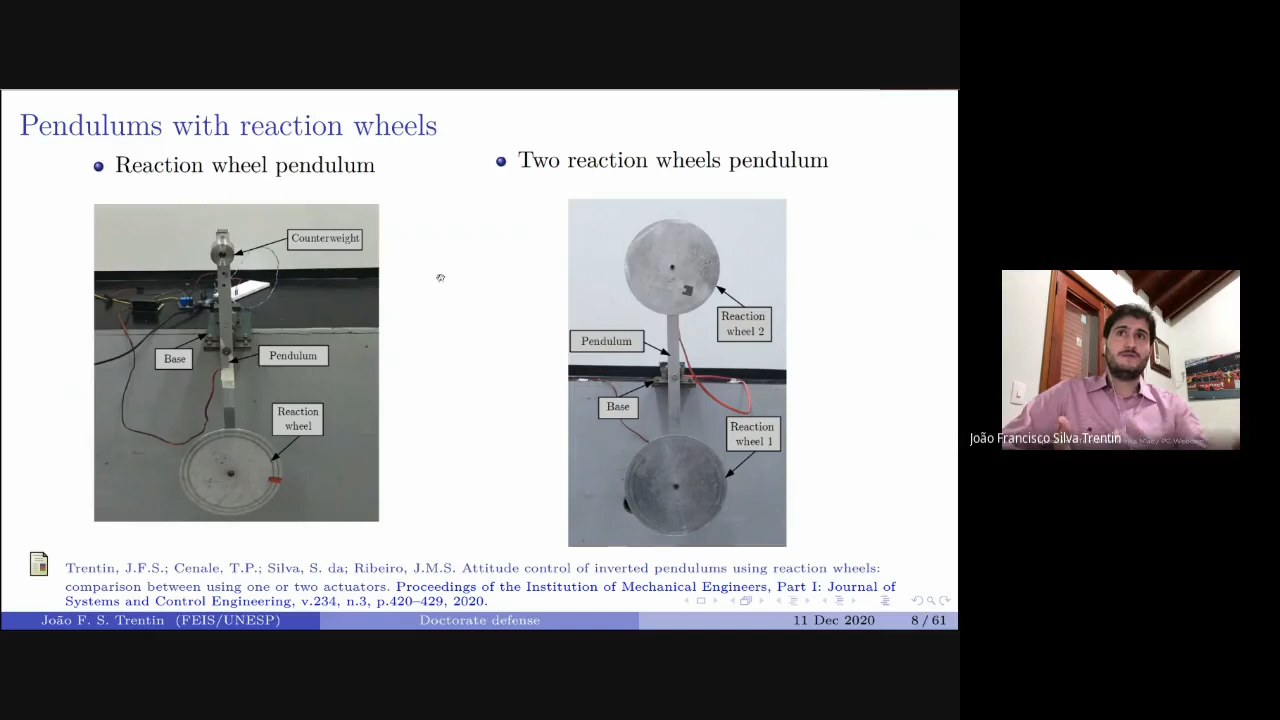 Pendulums with reaction wheels
Reaction wheel pendulum
Counterweight
Base
Pendulum
Reaction
wheel
Two reaction wheels pendulum
Reaction
wheel 2
Pendulum
Base
Reaction
wheel 1
Trentin, J.F.S.; Cenale, T.P.; Silva, S. da; Ribeiro, J.M.S. Attitude control of inverted pendulums using reaction wheels:
comparison between using one or two actuators. Proceedings of the Institution of Mechanical Engineers, Part I: Journal of
Systems and Control Engineering, v.234, n.3, p.420–429, 2020.
João F. S. Trentin (FEIS/UNESP) Doctorate defense 11 Dec 2020 8 / 61
João Francisco Silva Trentin